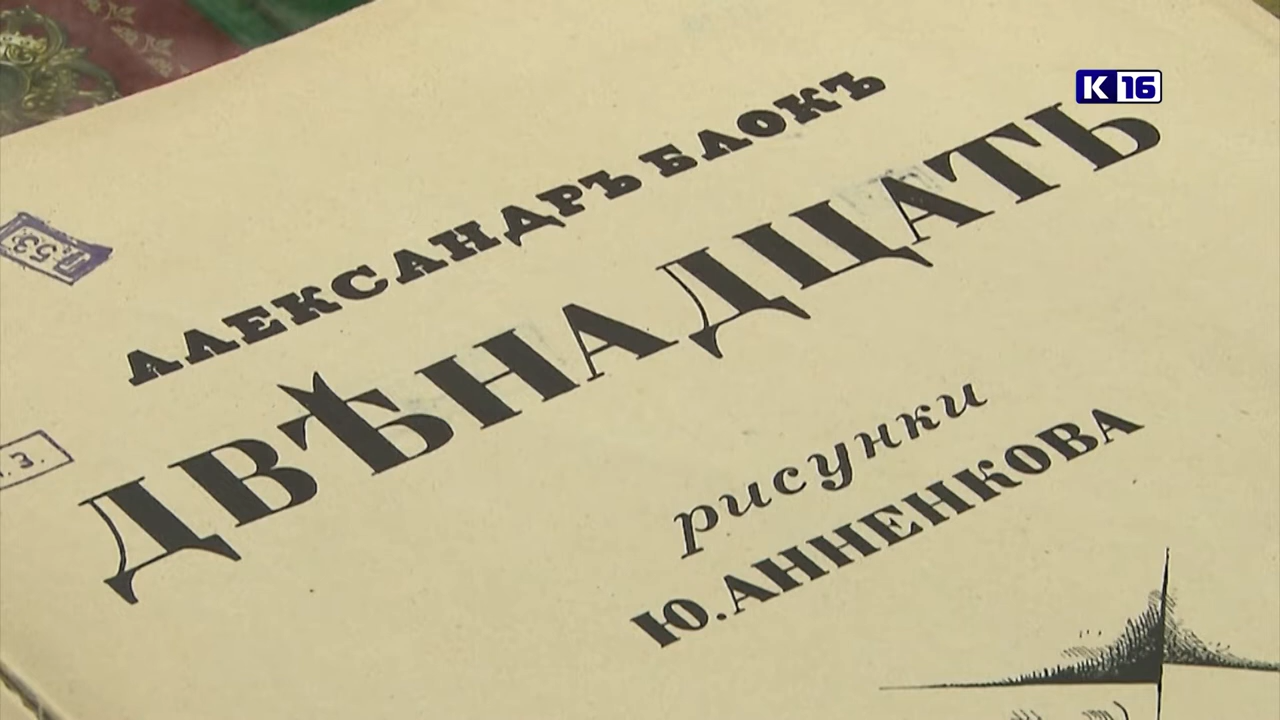 К 16
АЛЕКСАНДРЪ БЛОКЪ
ДВѢНАДЦАТЬ
рисунки
Ю. АННЕНКОВА